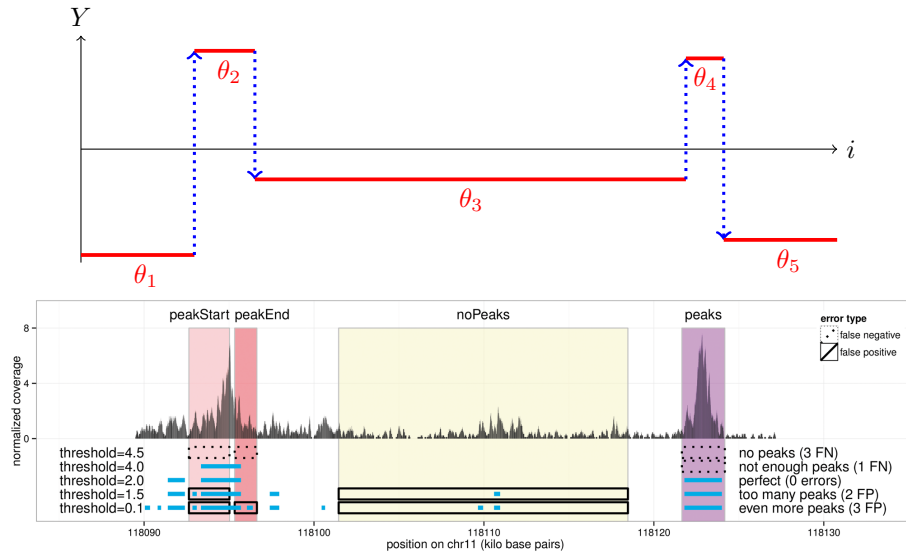 Y
θ2
θ4
i
θ3
θ1
θ5
peakStart peakEnd noPeaks peaks
error type
false negative
false positive
normalized coverage
8
4
0
threshold=4.5 no peaks (3 FN)
threshold=4.0 not enough peaks (1 FN)
threshold=2.0 perfect (0 errors)
threshold=1.5 too many peaks (2 FP)
threshold=0.1 even more peaks (3 FP)
118090 118100 118110 118120 118130
position on chr11 (kilo base pairs)